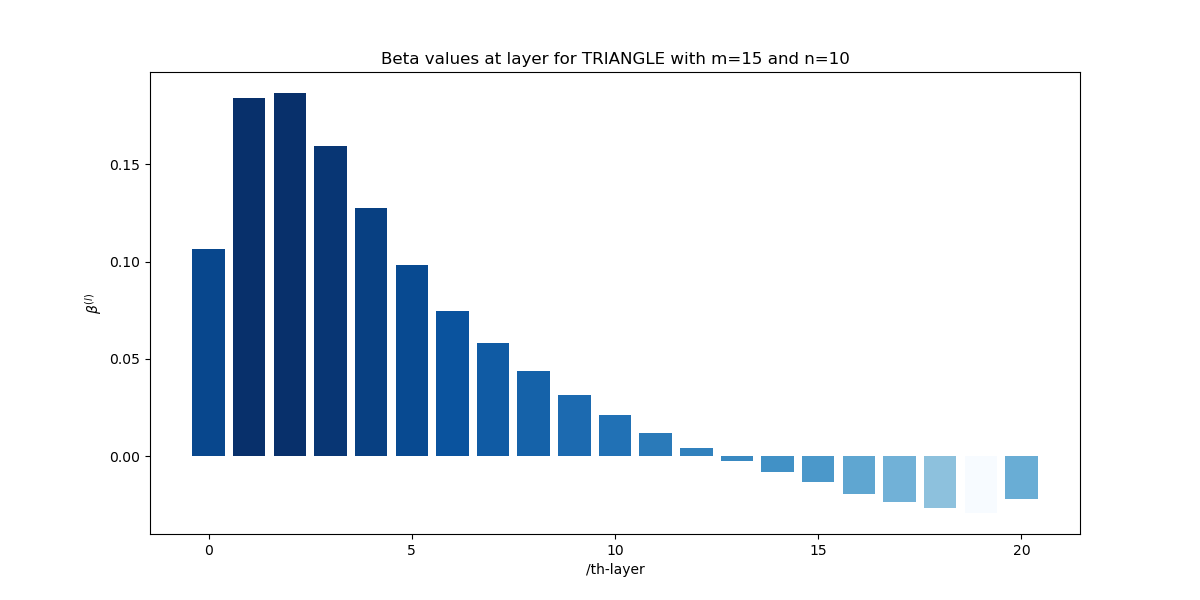 Beta values at layer for TRIANGLE with m=15 and n=10
0.15
0.10
0.05
0.00
β⁽ˡ⁾
0 5 10 15 20
/th-layer